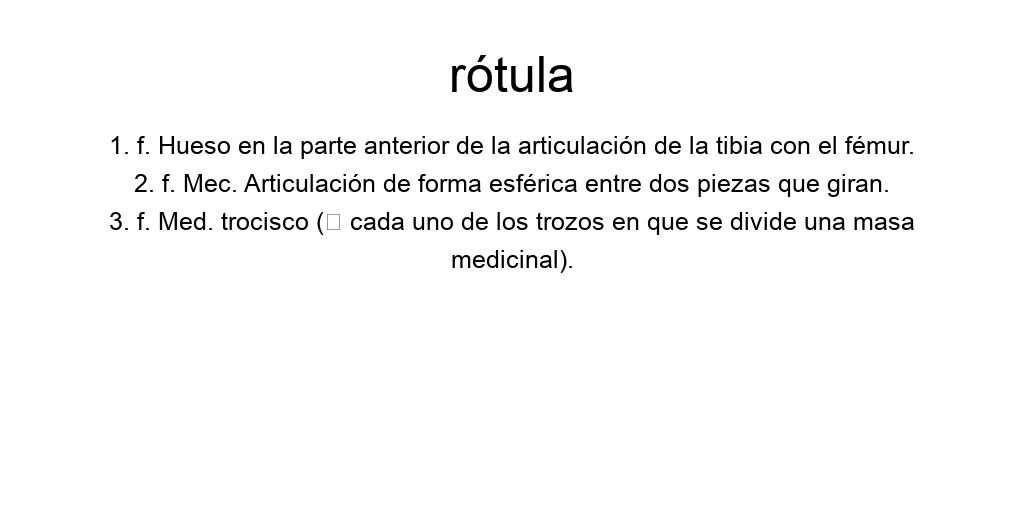 rótula
1. f. Hueso en la parte anterior de la articulación de la tibia con el fémur.
2. f. Mec. Articulación de forma esférica entre dos piezas que giran.
3. f. Med. trocisco (□ cada uno de los trozos en que se divide una masa
medicinal).